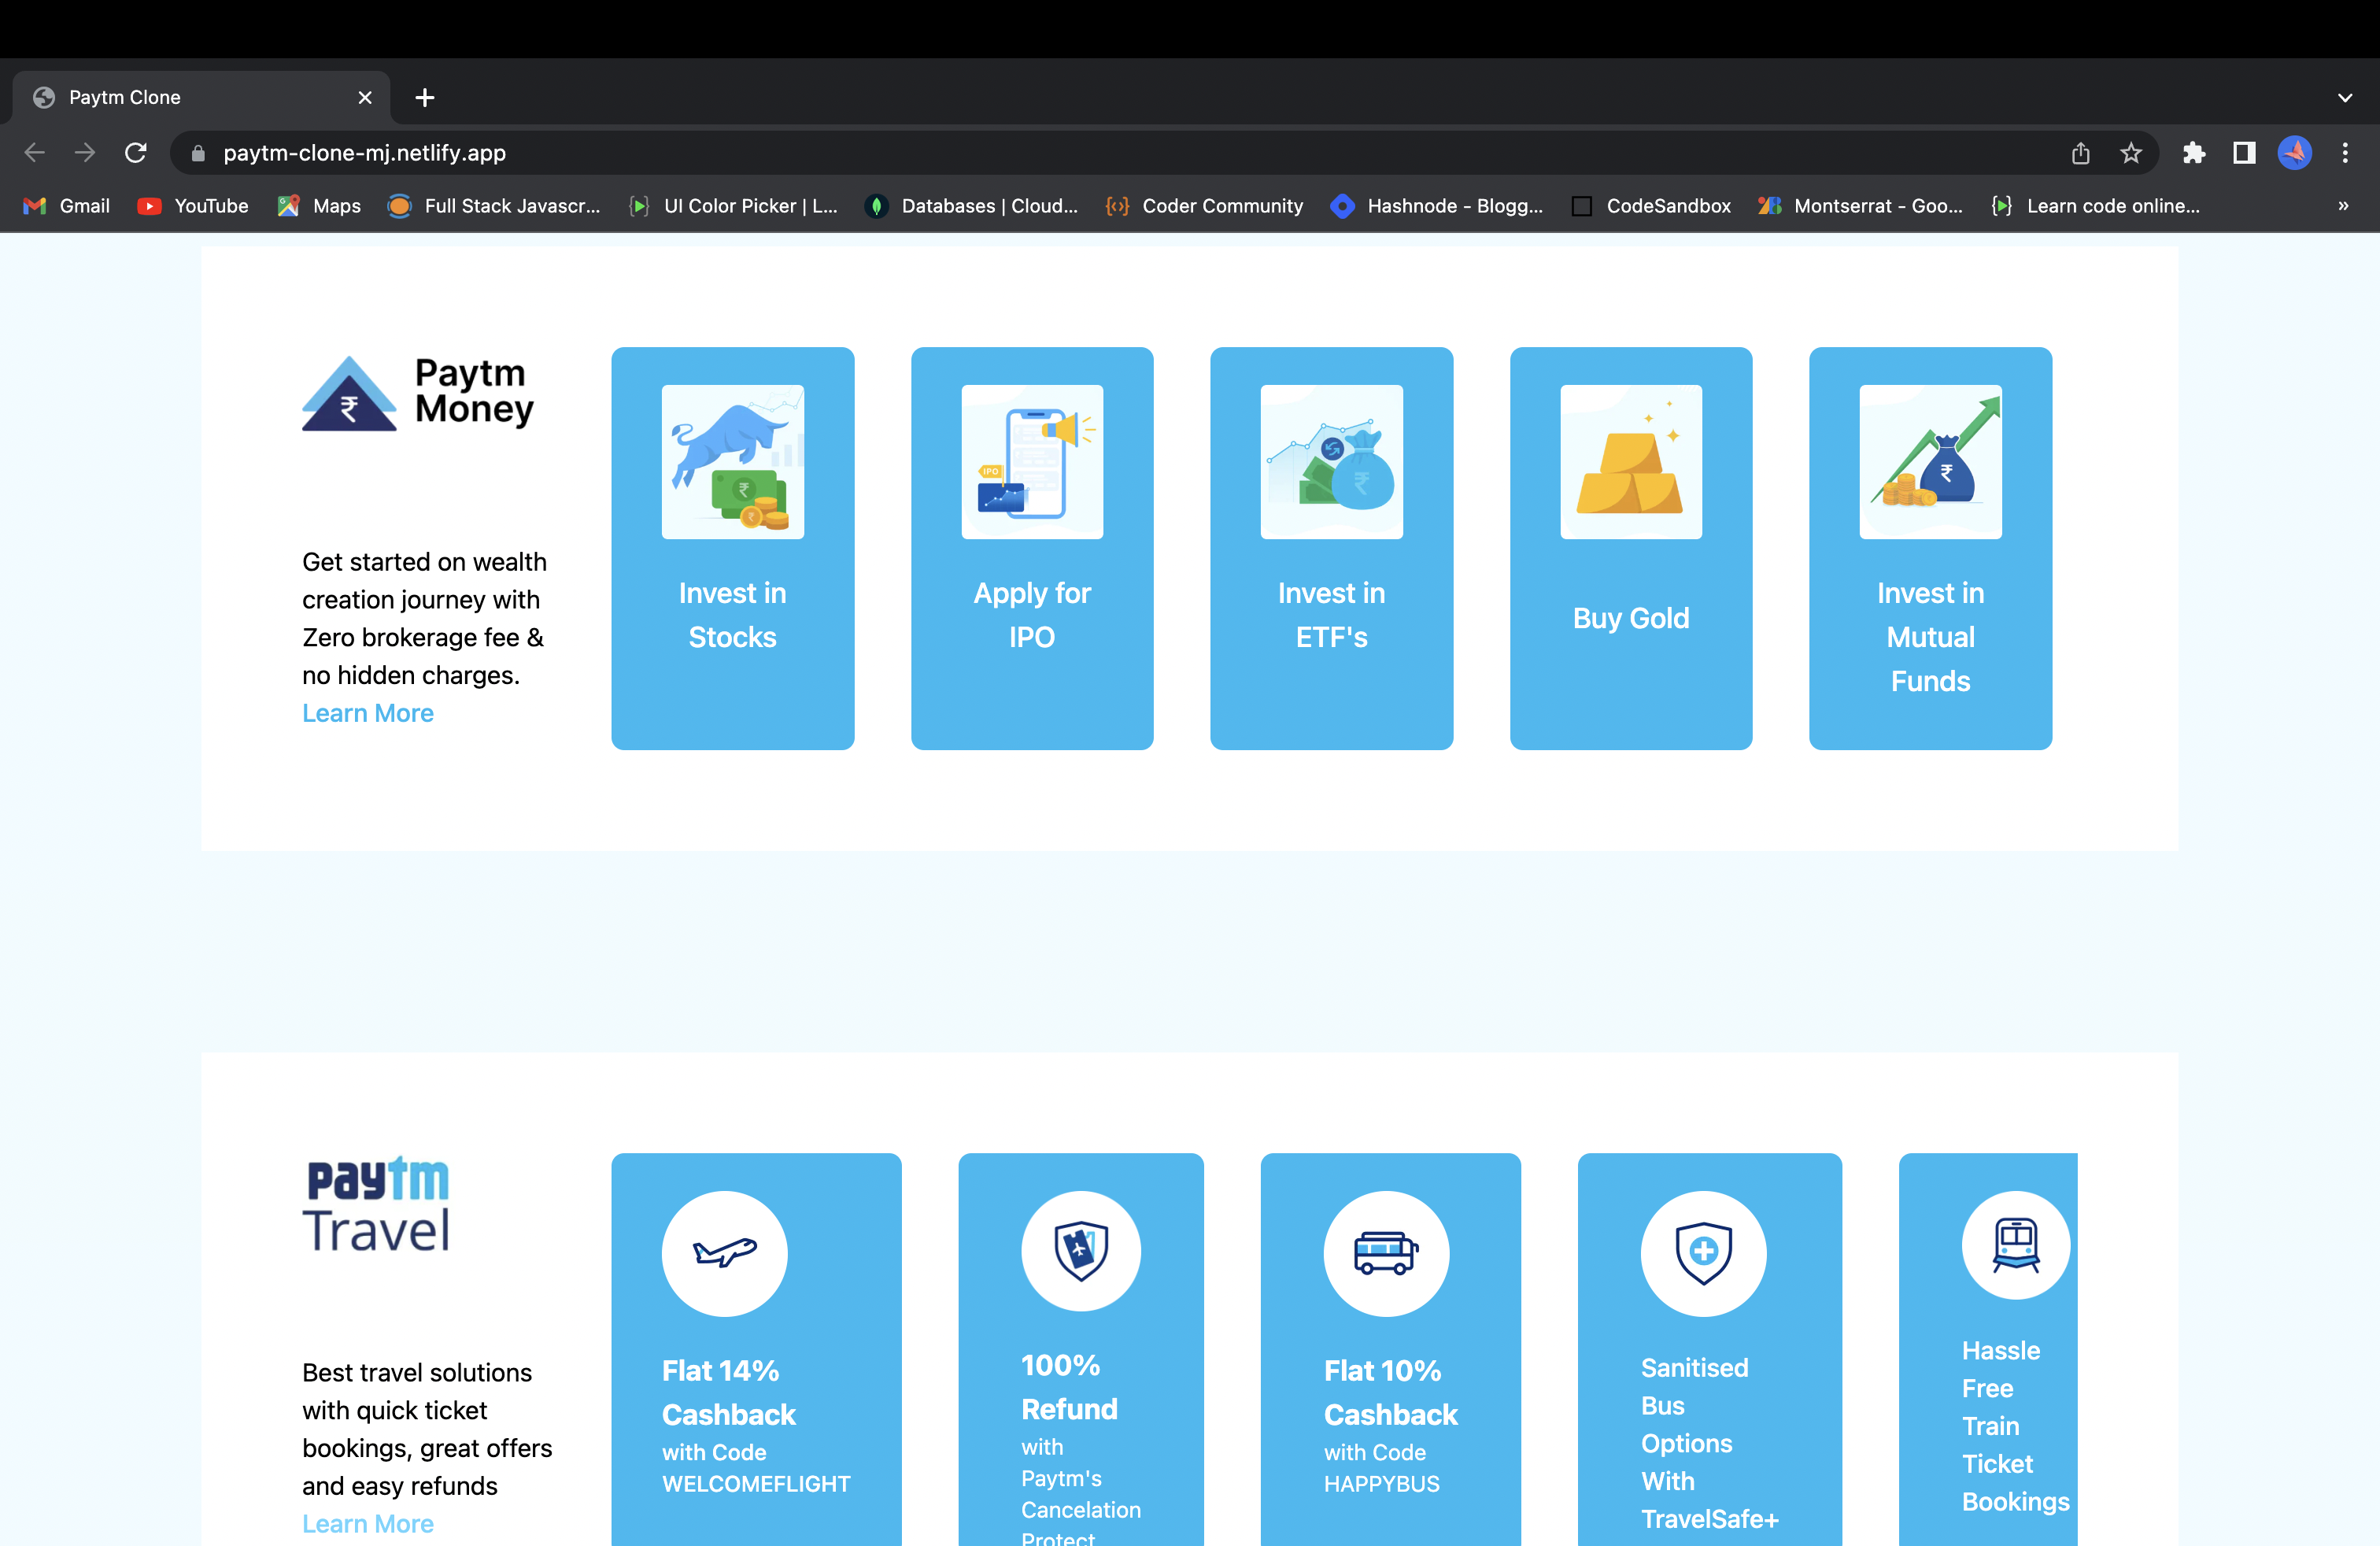 Paytm Clone
paytm-clone-mj.netlify.app
Gmail
YouTube
Maps
Full Stack Javascr...
UI Color Picker | L...
Databases | Cloud...
Coder Community
Hashnode - Blogg...
CodeSandbox
Montserrat - Goo...
Learn code online...
»
Paytm
Money
₹
Get started on wealth
creation journey with
Zero brokerage fee &
no hidden charges.
Learn More
₹
₹
Invest in
Stocks
IPO
Apply for
IPO
₹
Invest in
ETF's
Buy Gold
₹
Invest in
Mutual
Funds
paytm
Travel
Best travel solutions
with quick ticket
bookings, great offers
and easy refunds
Learn More
Flat 14%
Cashback
with Code
WELCOMEFLIGHT
100%
Refund
with
Paytm's
Cancelation
Protect
Flat 10%
Cashback
with Code
HAPPYBUS
Sanitised
Bus
Options
With
TravelSafe+
Hassle
Free
Train
Ticket
Bookings